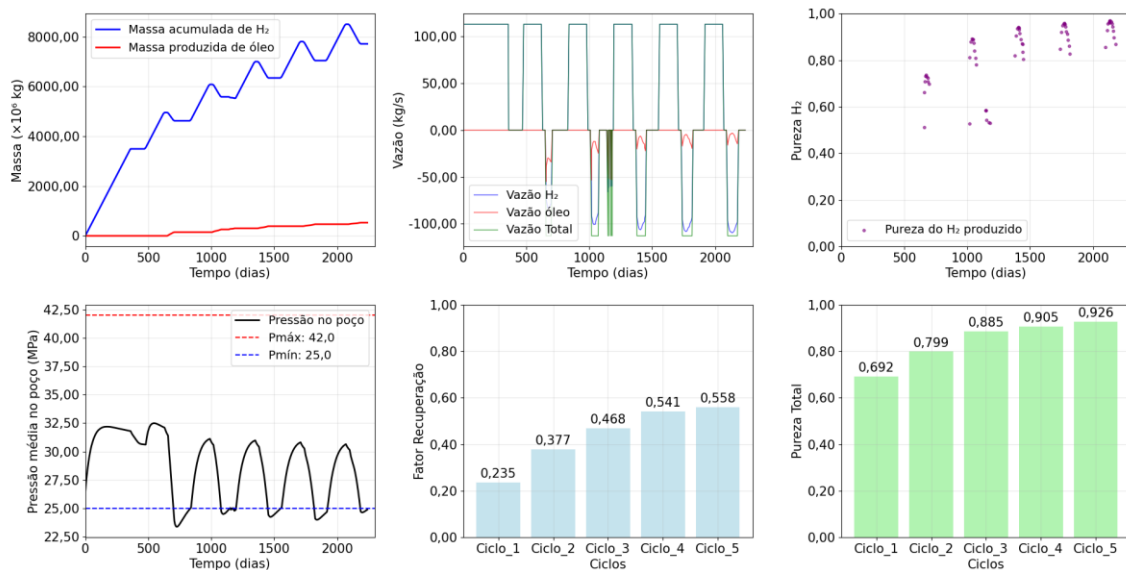 8000,00
6000,00
4000,00
2000,00
0
Massa (×10⁶ kg)
Massa acumulada de H₂
Massa produzida de óleo
0 500 1000 1500 2000
Tempo (dias)
100,00
50,00
0,00
-50,00
-100,00
Vazão (kg/s)
Vazão H₂
Vazão óleo
Vazão Total
0 500 1000 1500 2000
Tempo (dias)
1,00
0,80
0,60
0,40
0,20
0,00
Pureza H₂
Pureza do H₂ produzido
0 500 1000 1500 2000
Tempo (dias)
42,50
40,00
37,50
35,00
32,50
30,00
27,50
25,00
22,50
Pressão média no poço (MPa)
Pressão no poço
Pmáx: 42,0
Pmín: 25,0
0 500 1000 1500 2000
Tempo (dias)
1,00
0,80
0,60
0,40
0,20
0,00
Fator Recuperação
0,235
0,377
0,468
0,541
0,558
Ciclo_1 Ciclo_2 Ciclo_3 Ciclo_4 Ciclo_5
Ciclos
1,00
0,80
0,60
0,40
0,20
0,00
Pureza Total
0,692
0,799
0,885
0,905
0,926
Ciclo_1 Ciclo_2 Ciclo_3 Ciclo_4 Ciclo_5
Ciclos